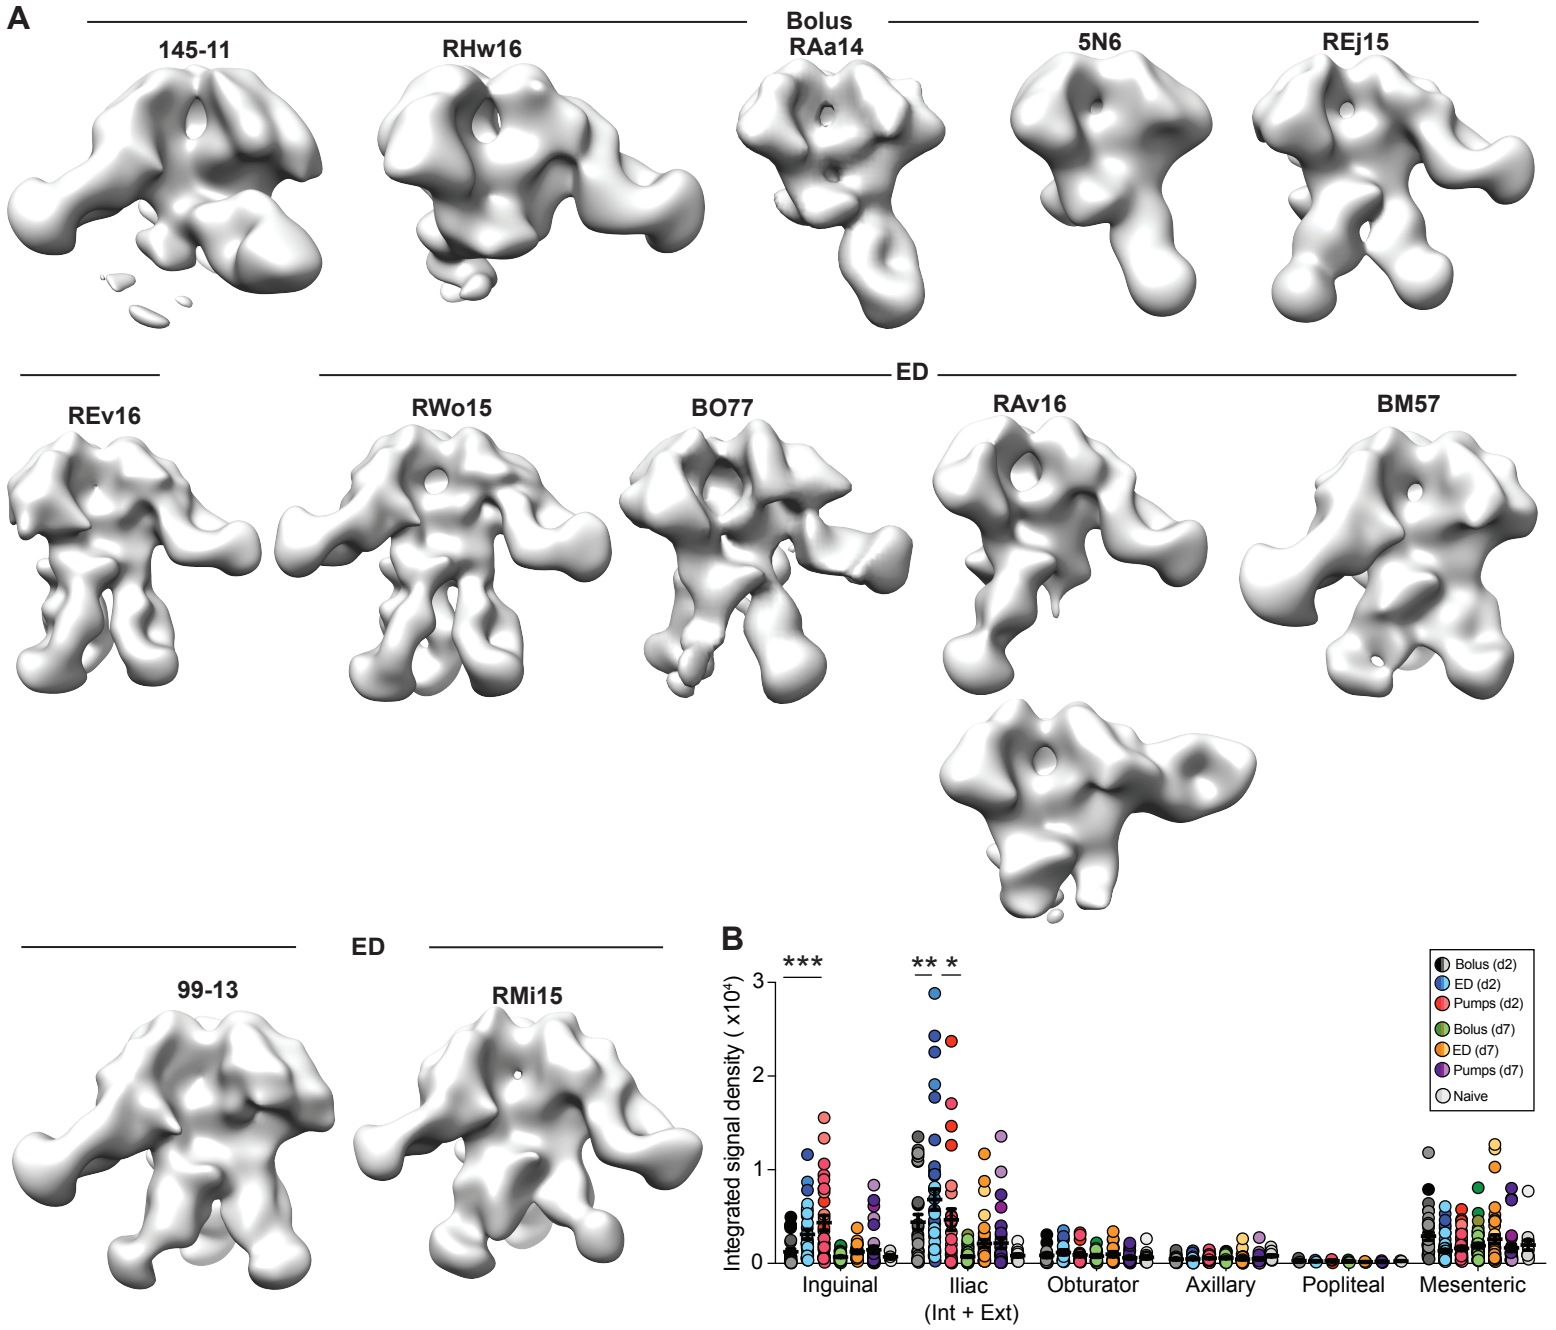 A
Bolus
145-11 RHw16 RAa14 5N6 REj15
ED
REv16 RWo15 BO77 RAv16 BM57
ED
99-13 RMi15
B
*** ** *
Integrated signal density ( x10⁴)
3
2
1
0
Inguinal Iliac Obturator Axillary Popliteal Mesenteric
(Int + Ext)
Bolus (d2)
ED (d2)
Pumps (d2)
Bolus (d7)
ED (d7)
Pumps (d7)
Naive